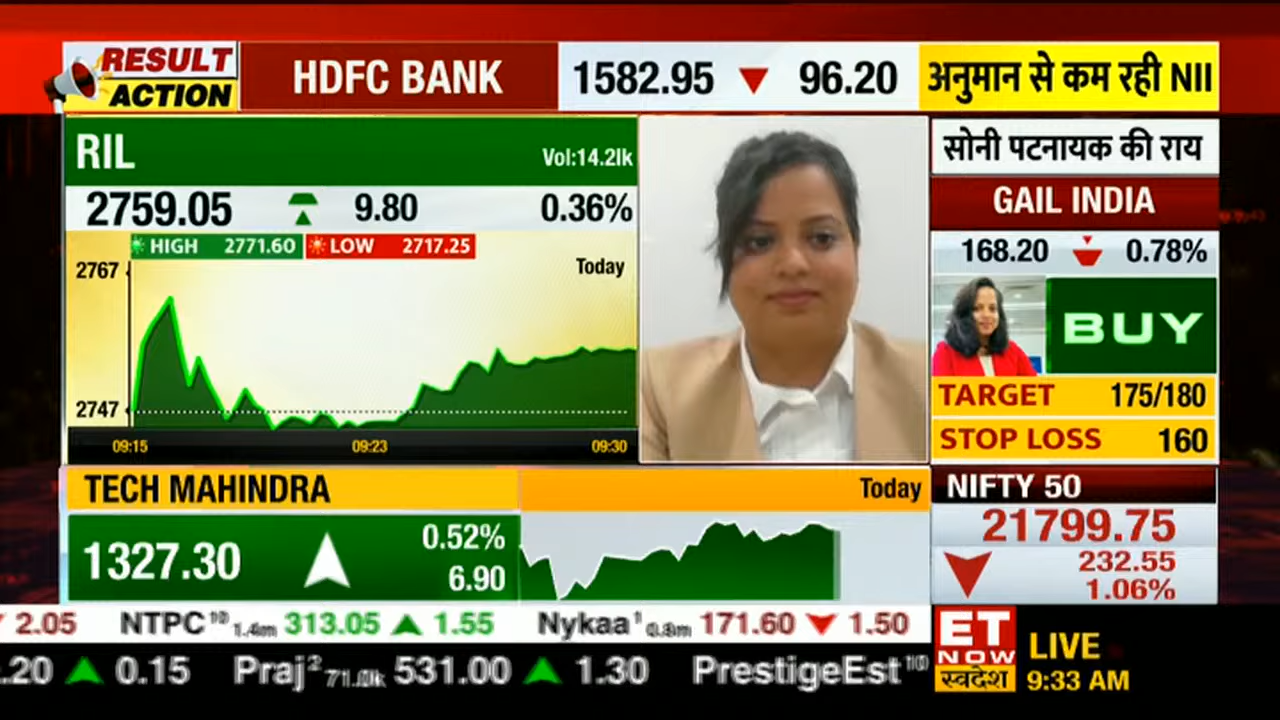 RESULT
ACTION
HDFC BANK
1582.95 ▼ 96.20
अनुमान से कम रही NII
RIL
Vol:14.2lk
2759.05 9.80 0.36%
HIGH 2771.60 LOW 2717.25
Today
2767
2747
09:15 09:23 09:30
सोनी पटनायक की राय
GAIL INDIA
168.20 0.78%
BUY
TARGET 175/180
STOP LOSS 160
TECH MAHINDRA
Today
1327.30
0.52%
6.90
NIFTY 50
21799.75
232.55
1.06%
2.05 NTPC 10 1.4m 313.05 ▲ 1.55 Nykaa 1 0.8m 171.60 ▼ 1.50
.20 ▲ 0.15 Praj 2 71.0k 531.00 ▲ 1.30 PrestigeEst 10
ET
NOW
स्वदेश
LIVE
9:33 AM